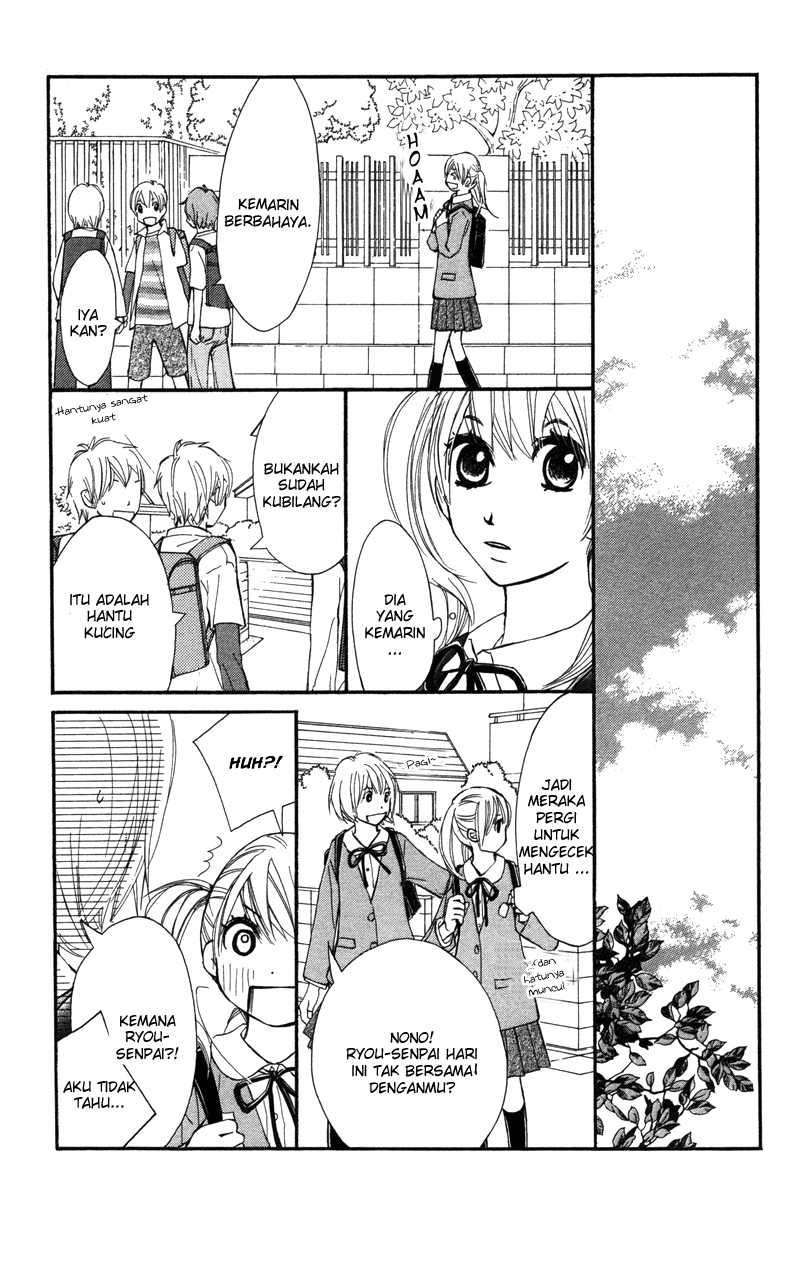 HOAAM
KEMARIN
BERBAHAYA.
IYA
KAN?
DIA
YANG
KEMARIN
...
BUKANKAH
SUDAH
KUBILANG?
Hantunya sangat
kuat
ITU ADALAH
HANTU
KUCING
JADI
MERAKA
PERGI
UNTUK
MENGECEK
HANTU ...
Pagi~
dan
hatunya
muncul
NONO!
RYOU-SENPAI HARI
INI TAK BERSAMA
DENGANMU?
HUH?!
KEMANA
RYOU-
SENPAI?!
AKU TIDAK
TAHU...